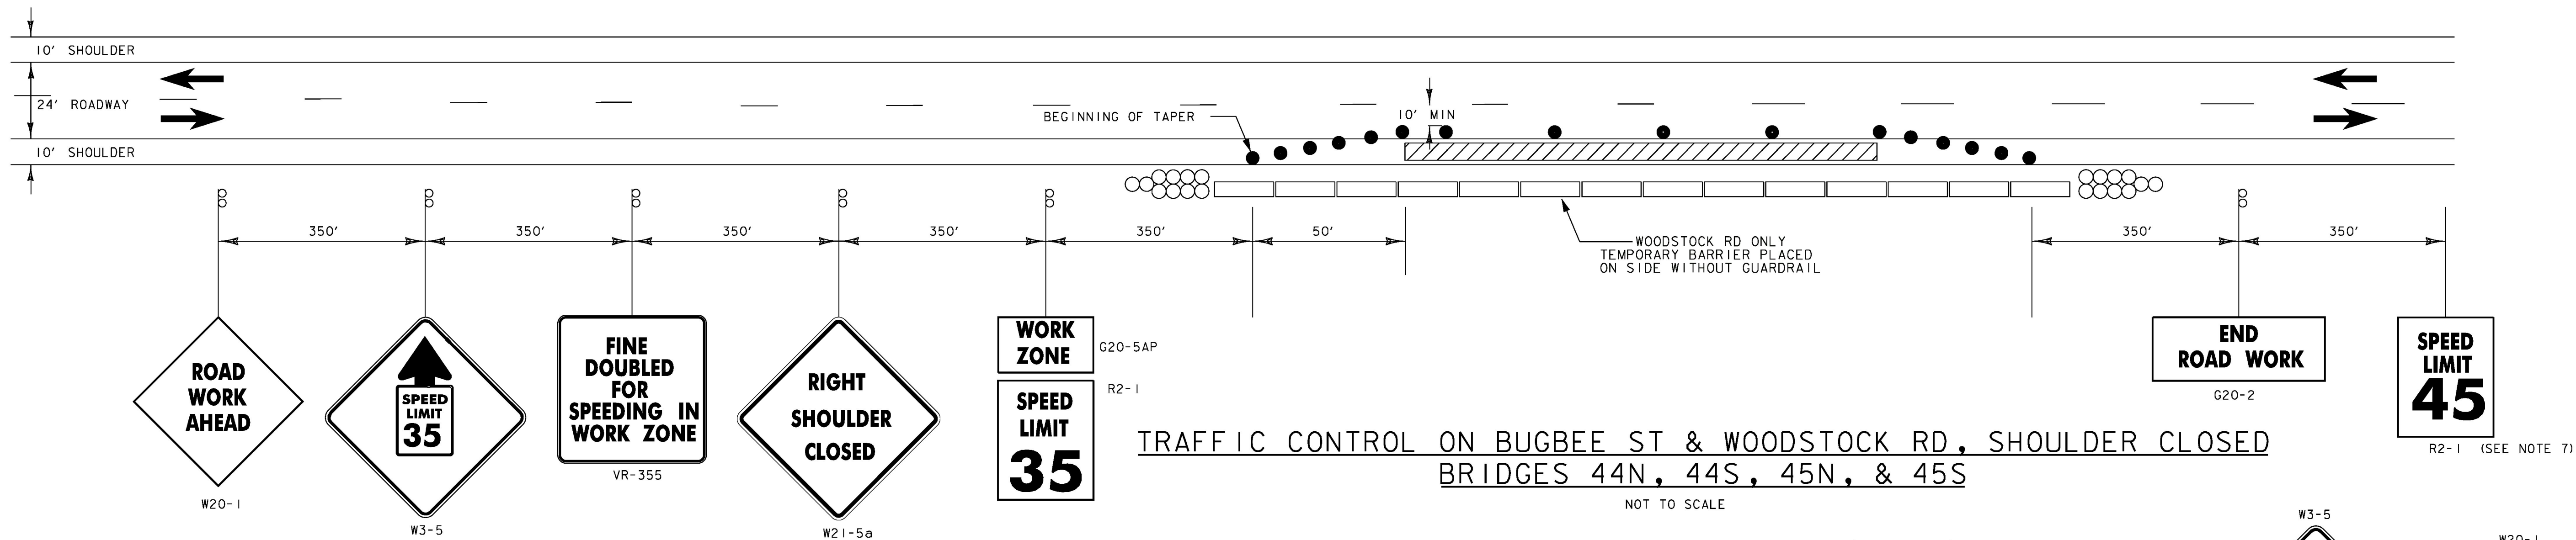 10' SHOULDER
24' ROADWAY
10' SHOULDER
BEGINNING OF TAPER
10' MIN
350'
350'
350'
350'
350'
50'
350'
350'
WOODSTOCK RD ONLY
TEMPORARY BARRIER PLACED
ON SIDE WITHOUT GUARDRAIL
ROAD
WORK
AHEAD
W20-1
SPEED
LIMIT
35
W3-5
FINE
DOUBLED
FOR
SPEEDING IN
WORK ZONE
VR-355
RIGHT
SHOULDER
CLOSED
W21-5a
WORK
ZONE
G20-5AP
R2-1
SPEED
LIMIT
35
END
ROAD WORK
G20-2
SPEED
LIMIT
45
R2-1 (SEE NOTE 7)
TRAFFIC CONTROL ON BUGBEE ST & WOODSTOCK RD, SHOULDER CLOSED
BRIDGES 44N, 44S, 45N, & 45S
NOT TO SCALE
W3-5
W20-1